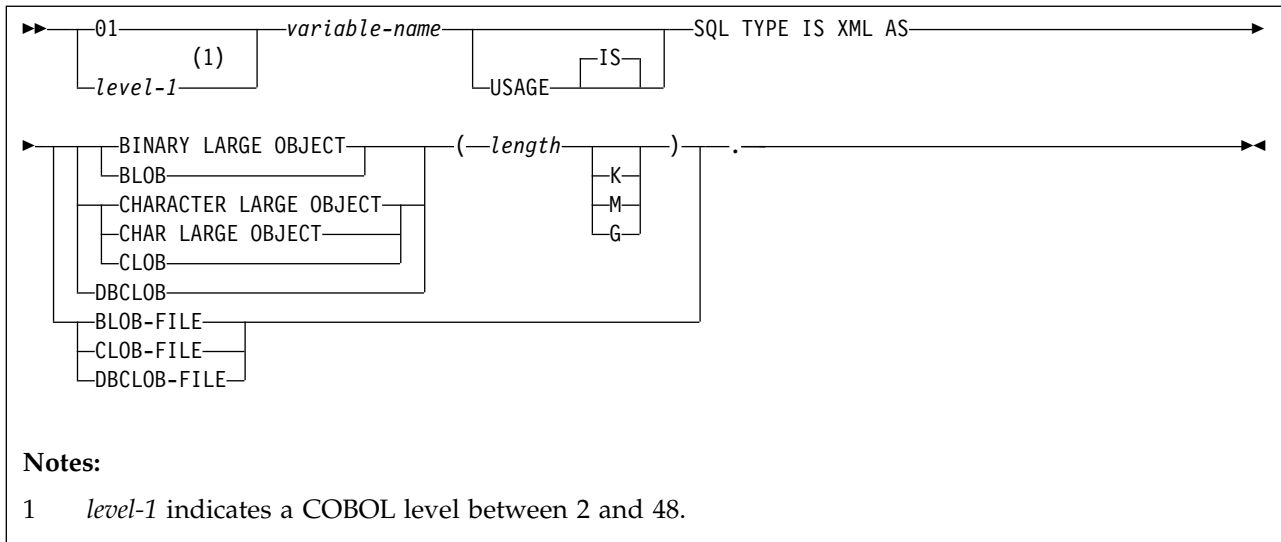 01 variable-name SQL TYPE IS XML AS
(1) IS
level-1 USAGE
BINARY LARGE OBJECT ( length )
BLOB K
CHARACTER LARGE OBJECT M
CHAR LARGE OBJECT G
CLOB
DBCLOB
BLOB-FILE
CLOB-FILE
DBCLOB-FILE
.
Notes:
1 level-1 indicates a COBOL level between 2 and 48.